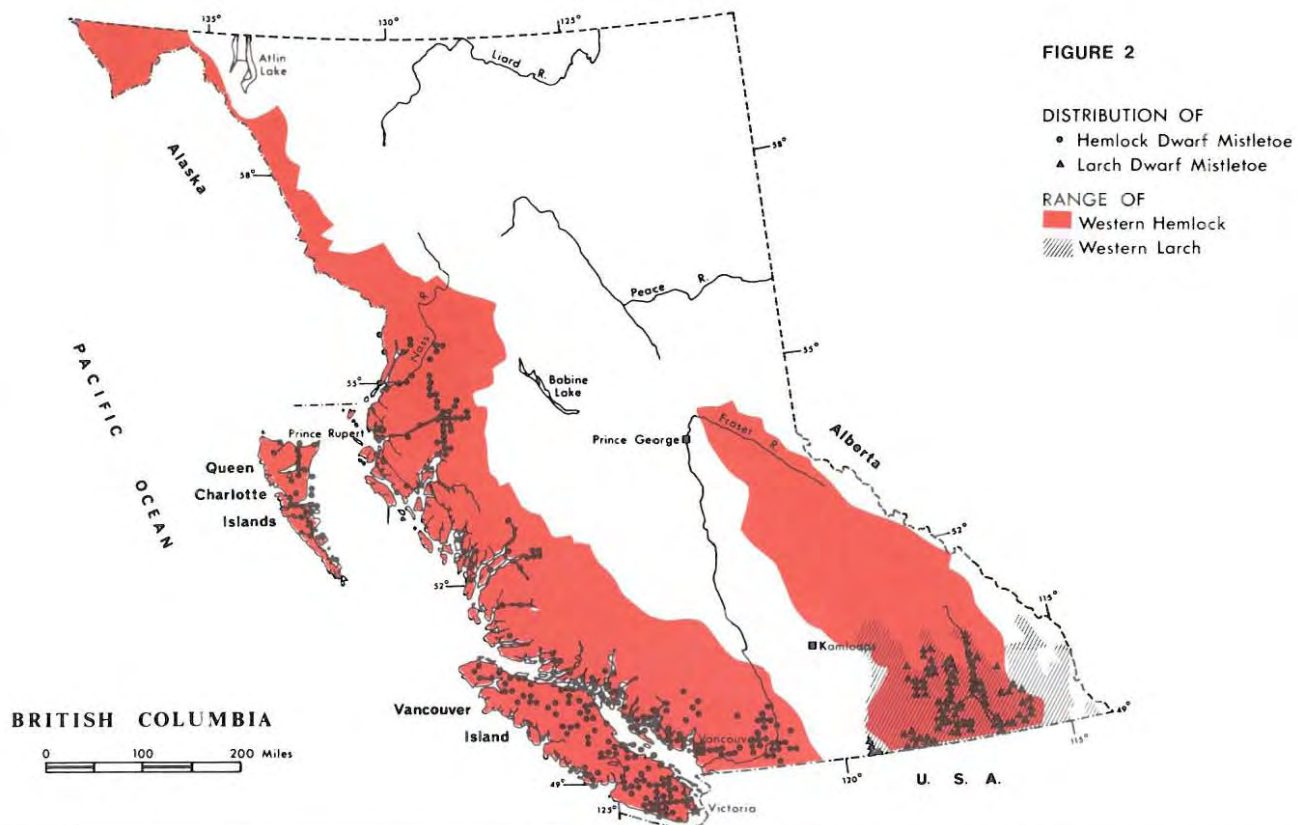 FIGURE 2
DISTRIBUTION OF
Hemlock Dwarf Mistletoe
Larch Dwarf Mistletoe
RANGE OF
Western Hemlock
Western Larch
135°
130°
125°
Atlin
Lake
Liard R.
Alaska
58°
58°
Peace R.
Nass R.
55°
55°
Babine
Lake
PACIFIC
OCEAN
Prince Rupert
Prince George
Fraser R.
Alberta
Queen
Charlotte
Islands
52°
52°
115°
Kamloops
Vancouver
Island
Vancouver
BRITISH COLUMBIA
0 100 200 Miles
49°
125°
Victoria
120°
U. S. A.
115°
49°